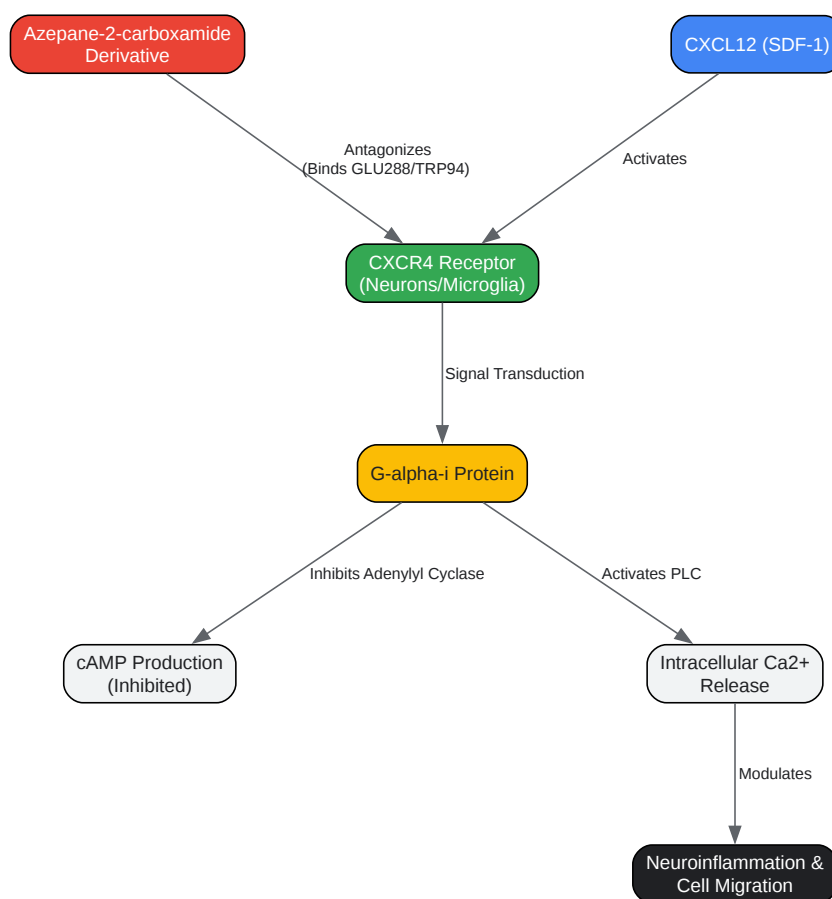 Azepane-2-carboxamide
Derivative
CXCL12 (SDF-1)
Antagonizes
(Binds GLU288/TRP94)
Activates
CXCR4 Receptor
(Neurons/Microglia)
Signal Transduction
G-alpha-i Protein
Inhibits Adenylyl Cyclase
Activates PLC
cAMP Production
(Inhibited)
Intracellular Ca2+
Release
Modulates
Neuroinflammation &
Cell Migration